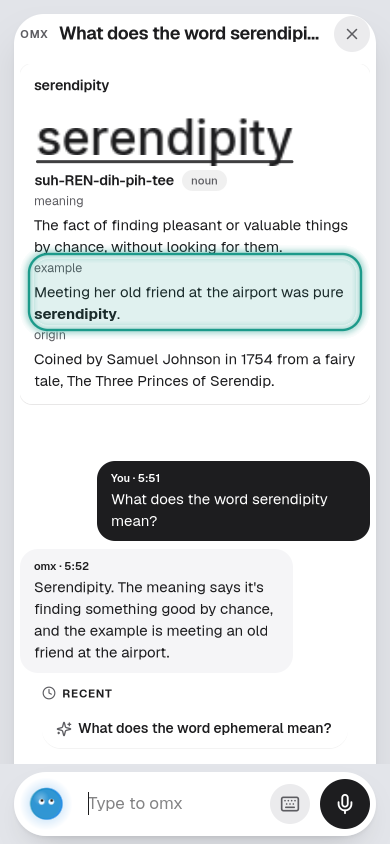 OMX What does the word serendipi...
serendipity
serendipity
suh-REN-dih-pih-tee noun
meaning
The fact of finding pleasant or valuable things
by chance, without looking for them.
example
Meeting her old friend at the airport was pure
serendipity.
origin
Coined by Samuel Johnson in 1754 from a fairy
tale, The Three Princes of Serendip.
You · 5:51
What does the word serendipity
mean?
omx · 5:52
Serendipity. The meaning says it's
finding something good by chance,
and the example is meeting an old
friend at the airport.
RECENT
What does the word ephemeral mean?
Type to omx